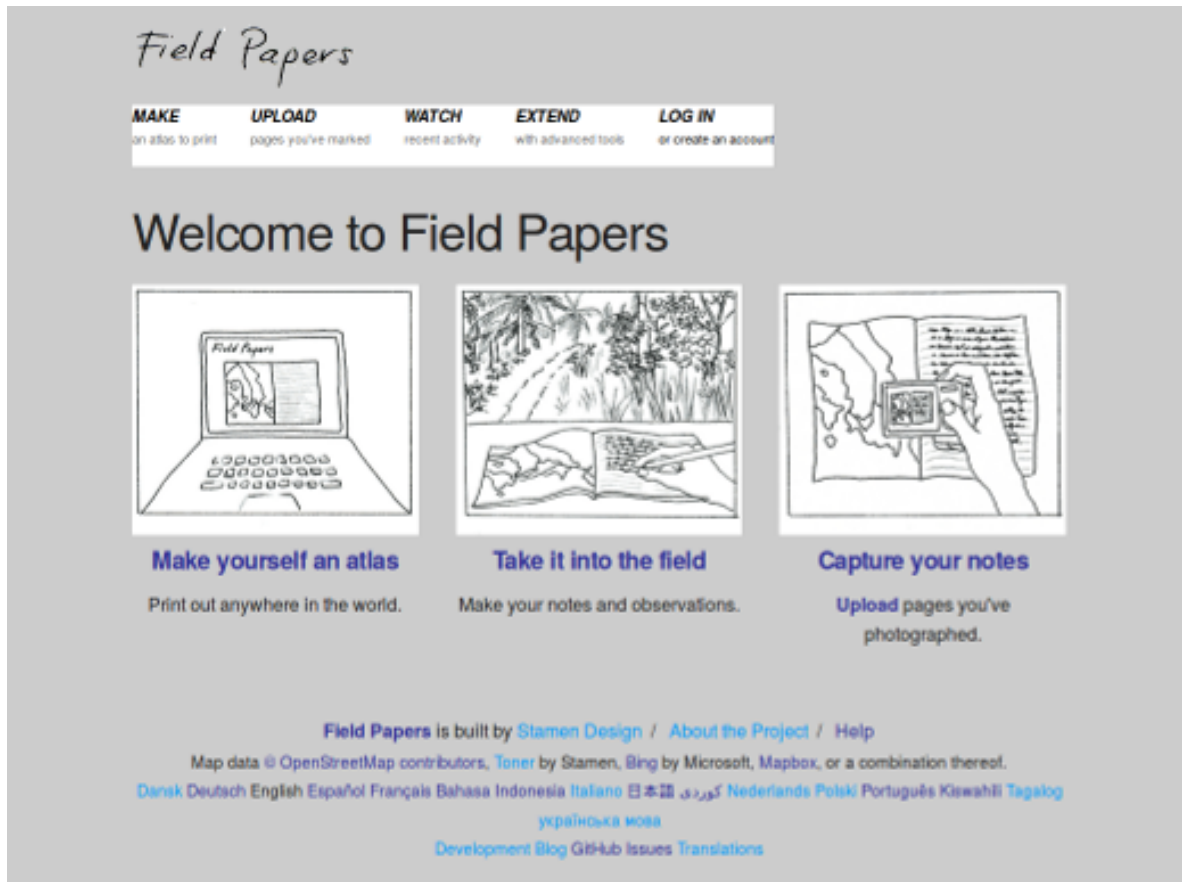 Field Papers
MAKE UPLOAD WATCH EXTEND LOG IN
an atlas to print pages you've marked recent activity with advanced tools or create an account
Welcome to Field Papers
Field Papers
Make yourself an atlas Take it into the field Capture your notes
Print out anywhere in the world. Make your notes and observations. Upload pages you've
photographed.
Field Papers is built by Stamen Design / About the Project / Help
Map data © OpenStreetMap contributors, Toner by Stamen, Bing by Microsoft, Mapbox, or a combination thereof.
Dansk Deutsch English Español Français Bahasa Indonesia Italiano 日本語 كوردی Nederlands Polski Português Kiswahili Tagalog
українська мова
Development Blog GitHub Issues Translations